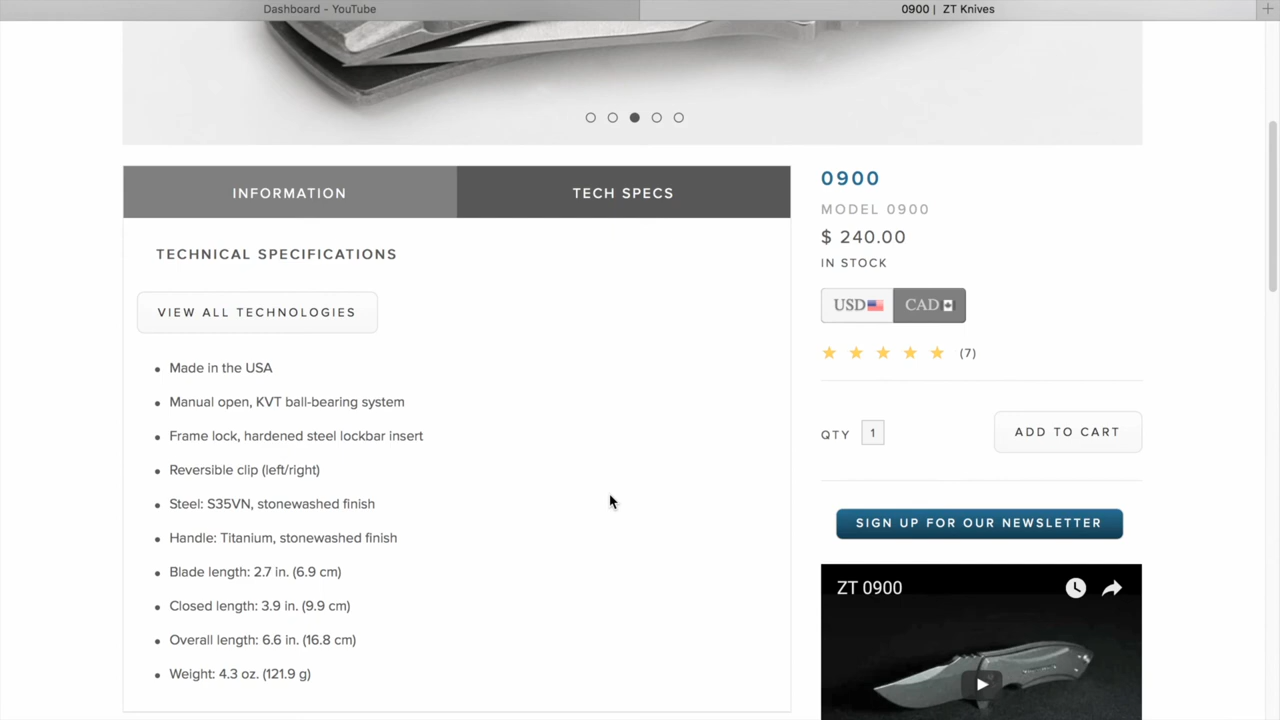 Dashboard - YouTube
0900 | ZT Knives
INFORMATION
TECH SPECS
TECHNICAL SPECIFICATIONS
VIEW ALL TECHNOLOGIES
Made in the USA
Manual open, KVT ball-bearing system
Frame lock, hardened steel lockbar insert
Reversible clip (left/right)
Steel: S35VN, stonewashed finish
Handle: Titanium, stonewashed finish
Blade length: 2.7 in. (6.9 cm)
Closed length: 3.9 in. (9.9 cm)
Overall length: 6.6 in. (16.8 cm)
Weight: 4.3 oz. (121.9 g)
0900
MODEL 0900
$ 240.00
IN STOCK
USD
CAD
(7)
QTY 1
ADD TO CART
SIGN UP FOR OUR NEWSLETTER
ZT 0900